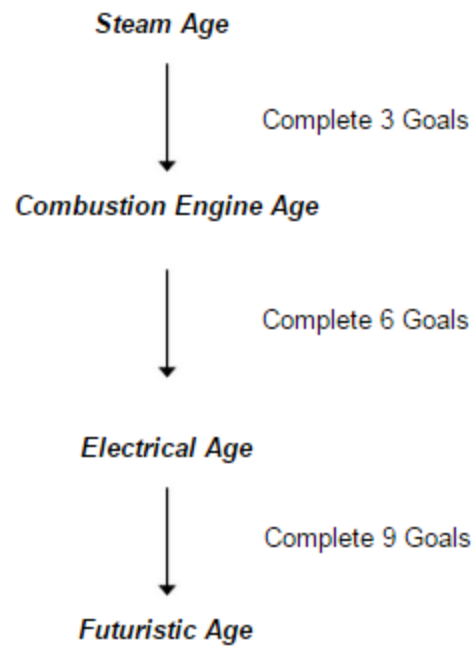 Steam Age
Complete 3 Goals
Combustion Engine Age
Complete 6 Goals
Electrical Age
Complete 9 Goals
Futuristic Age